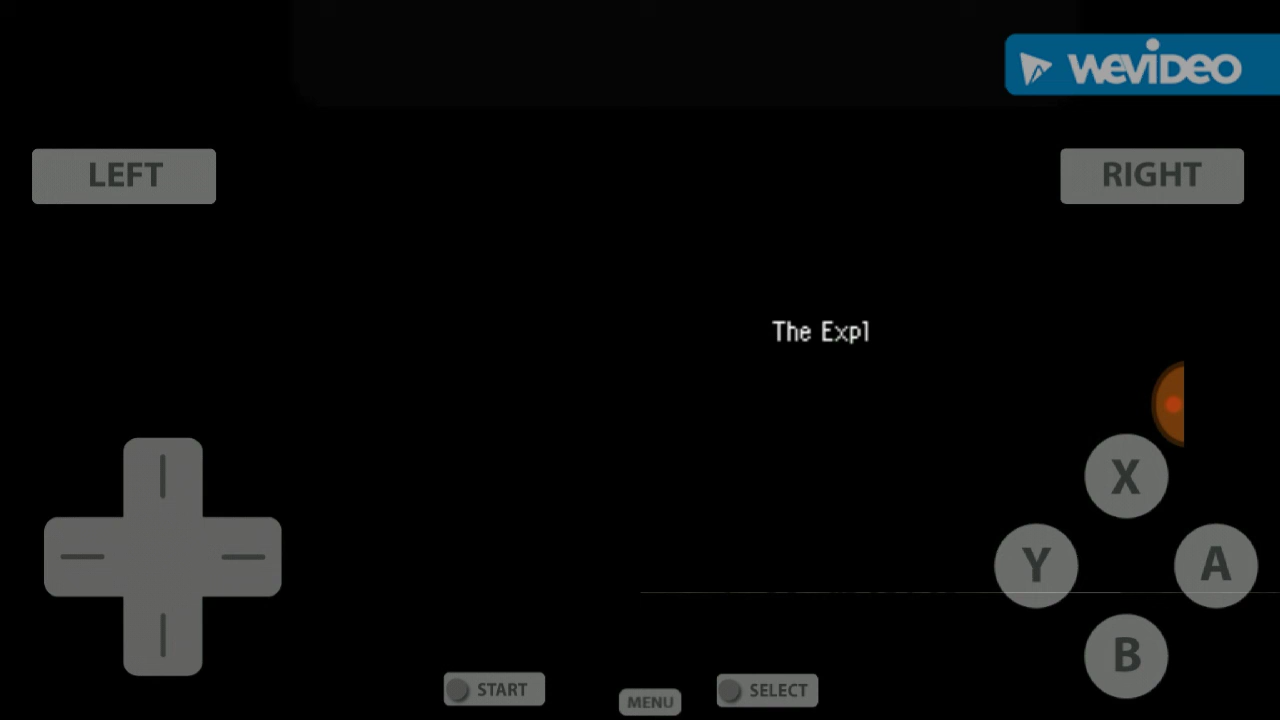 WEVIDEO
LEFT
RIGHT
The Expl
X
Y
A
B
START
SELECT
MENU